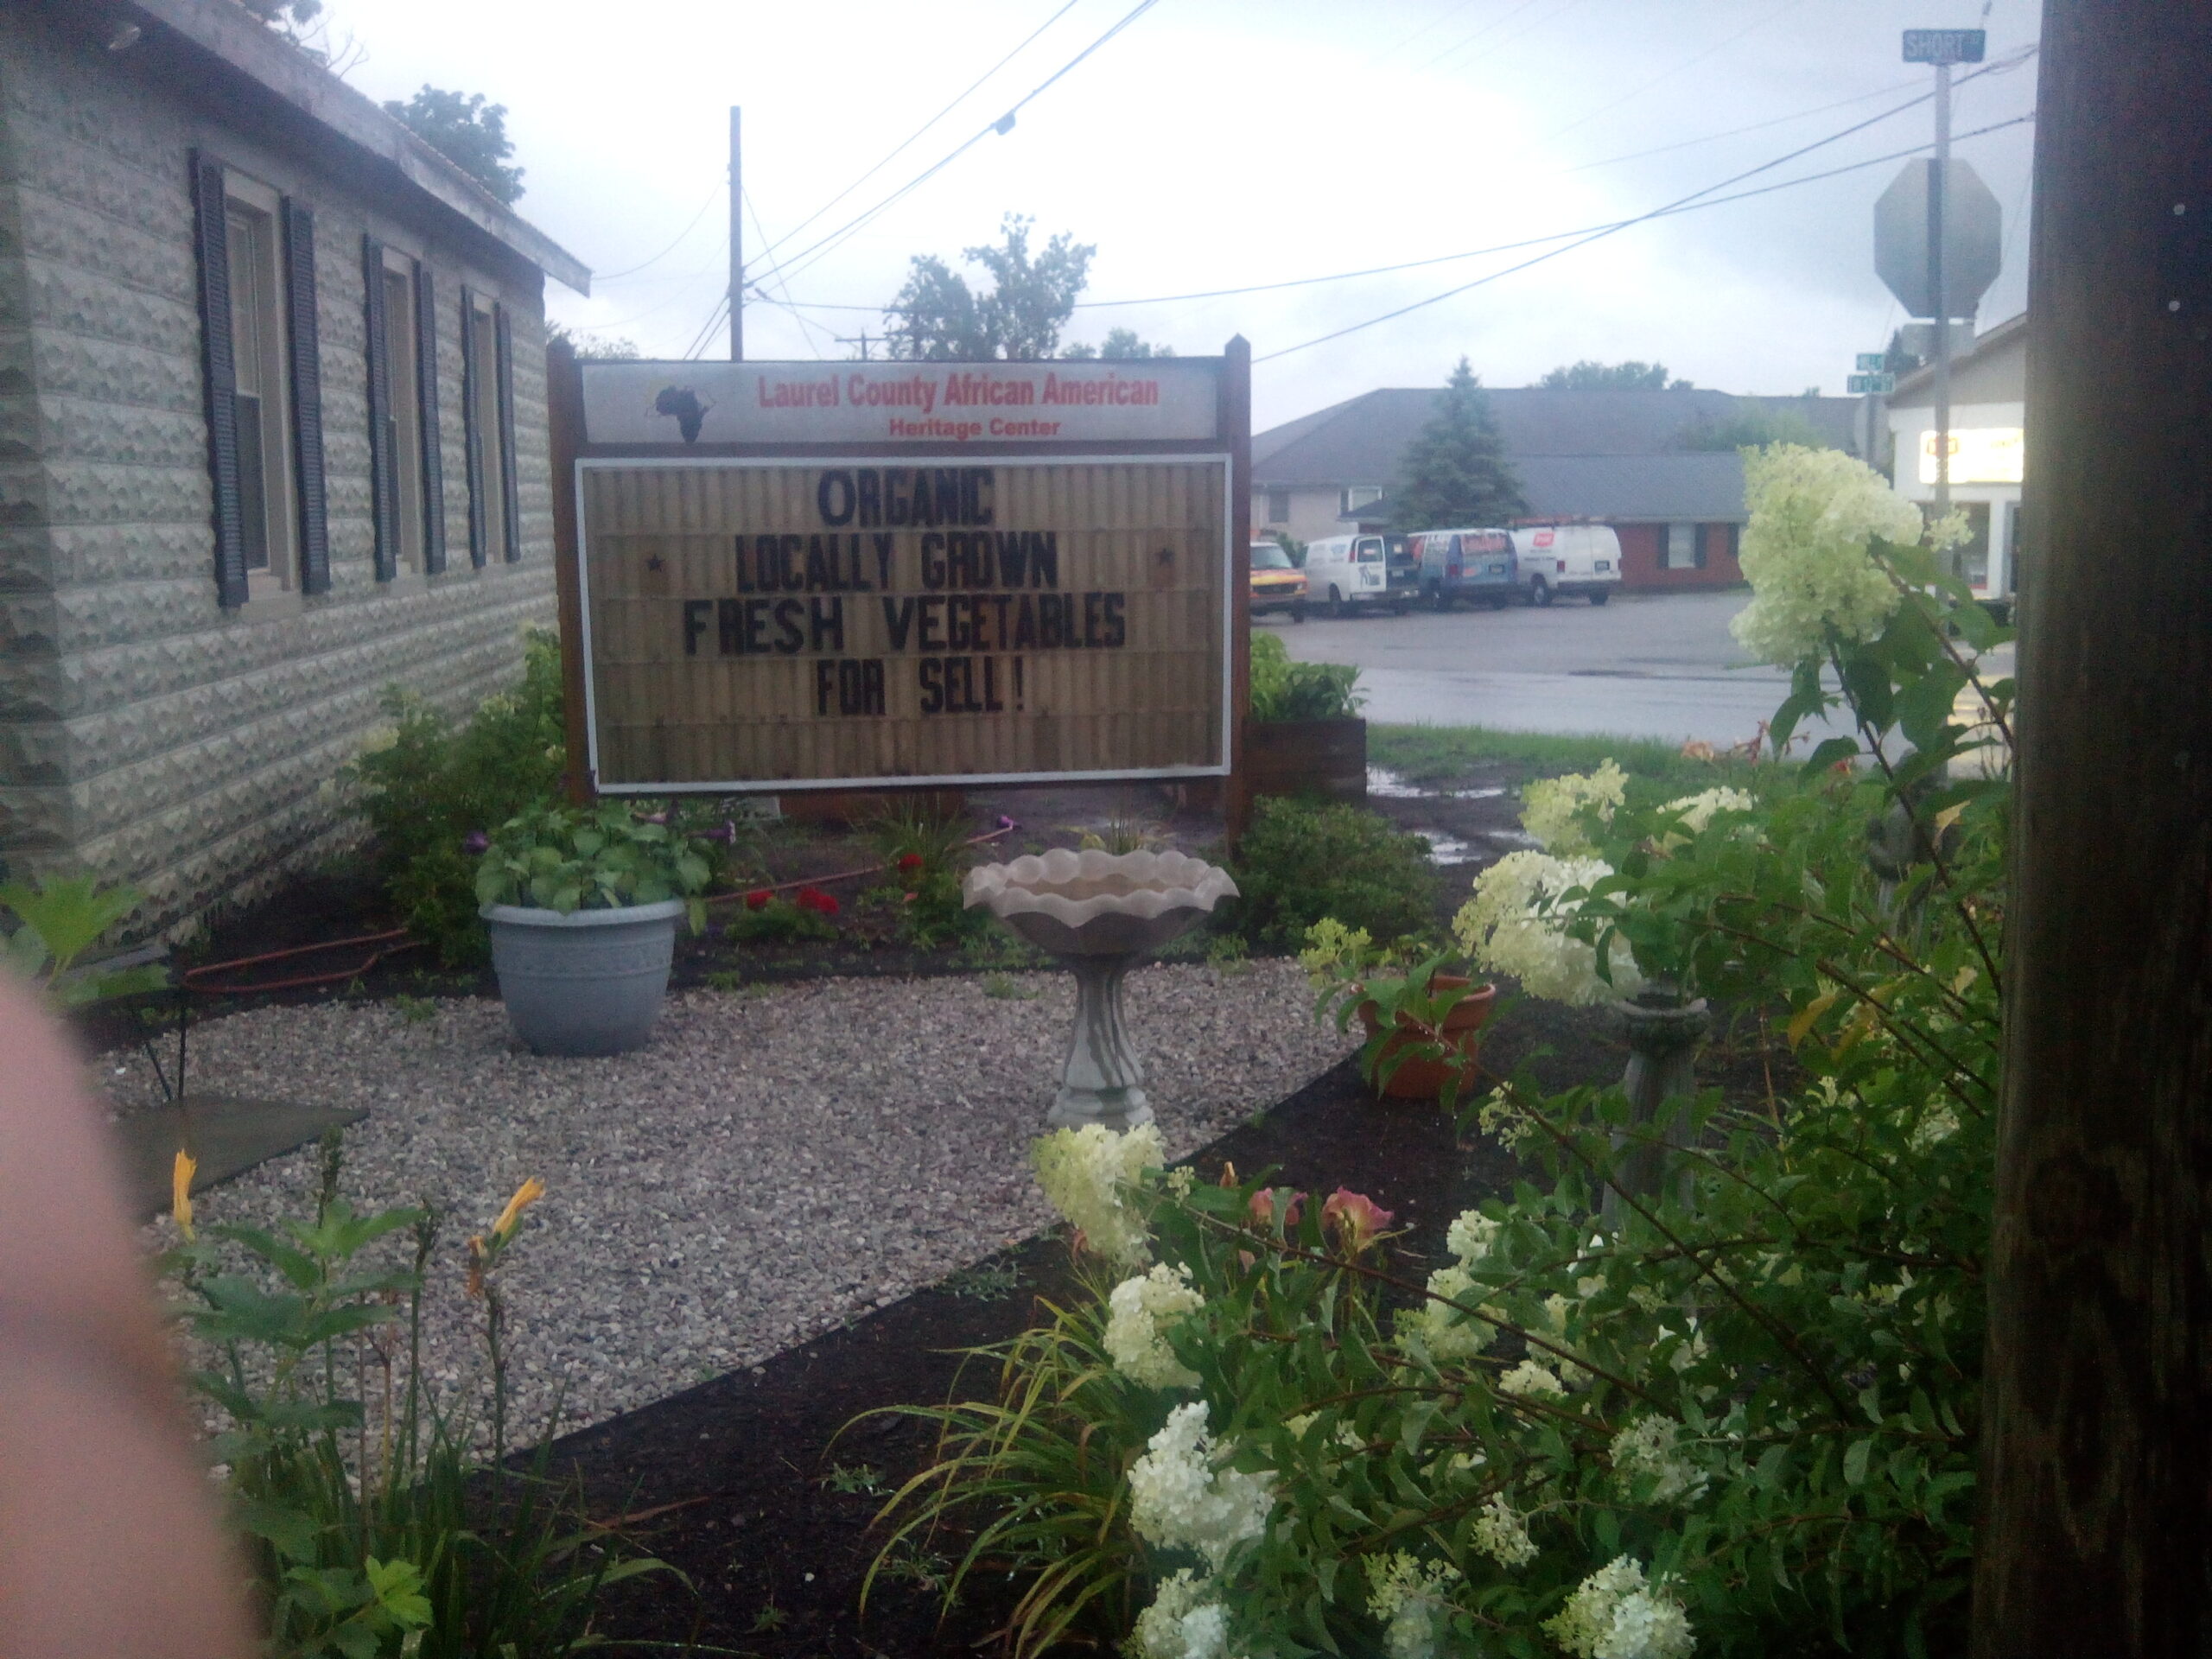 SHORT
Laurel County African American
Heritage Center
ORGANIC
LOCALLY GROWN
FRESH VEGETABLES
FOR SELL!